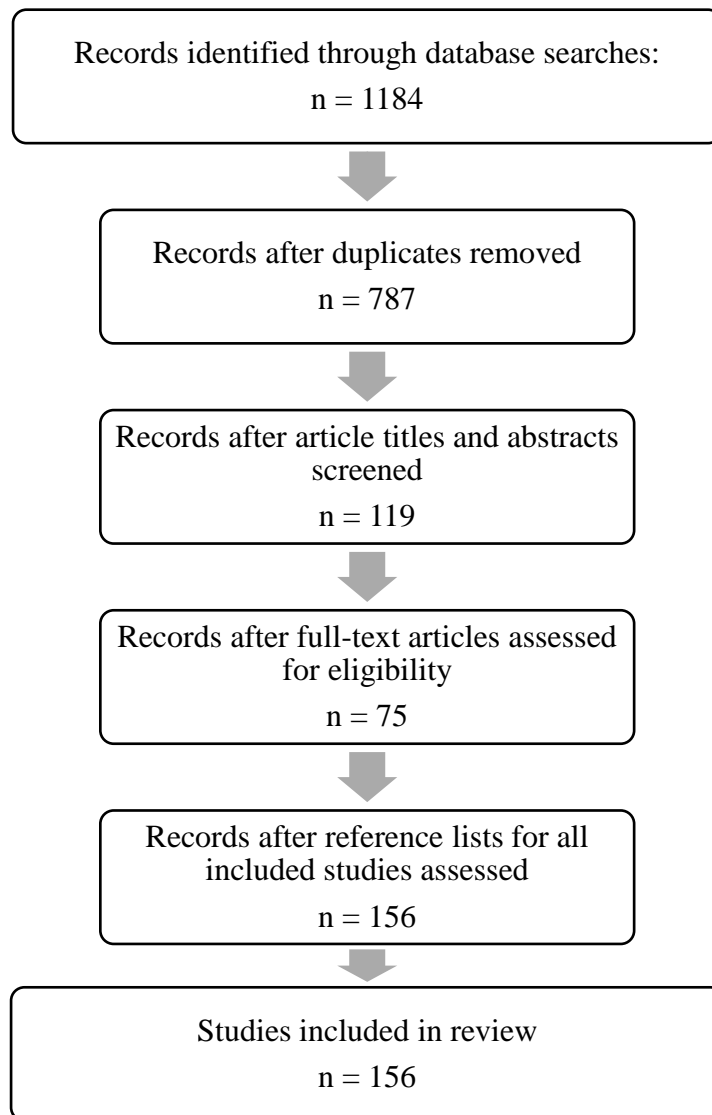 Records identified through database searches:
n = 1184
Records after duplicates removed
n = 787
Records after article titles and abstracts
screened
n = 119
Records after full-text articles assessed
for eligibility
n = 75
Records after reference lists for all
included studies assessed
n = 156
Studies included in review
n = 156